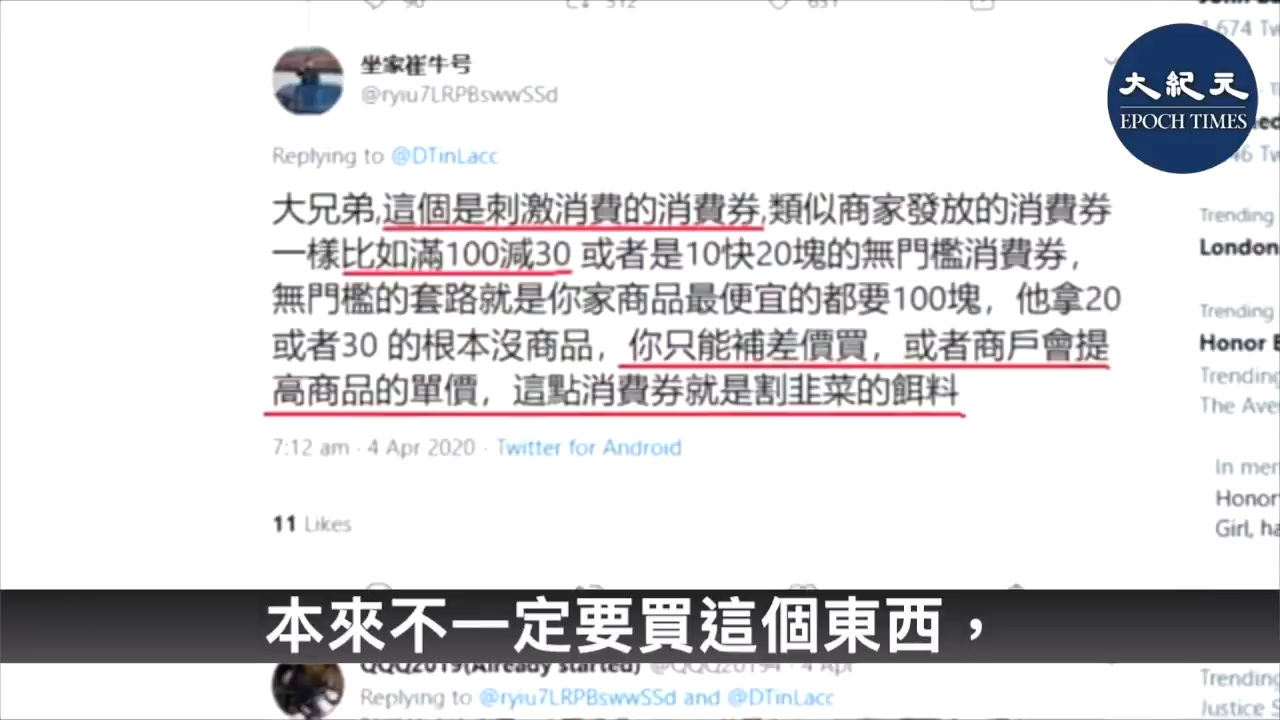 坐家崔牛号
@ryiu7LRPBswwSSd
大紀元
EPOCH TIMES
Replying to @DTinLacc
大兄弟,這個是刺激消費的消費券,類似商家發放的消費券
一樣比如滿100減30 或者是10快20塊的無門檻消費券，
無門檻的套路就是你家商品最便宜的都要100塊，他拿20
或者30 的根本沒商品，你只能補差價買，或者商戶會提
高商品的單價，這點消費券就是割韭菜的餌料
7:12 am · 4 Apr 2020 · Twitter for Android
11 Likes
Trending
London
Trending
Honor
Trending
The Ave
In mem
Honor
Girl, ha
本來不一定要買這個東西，
QQQ2019(Already started)
4 Apr
Replying to @ryiu7LRPBswwSSd and @DTinLacc
Trending
Justice S